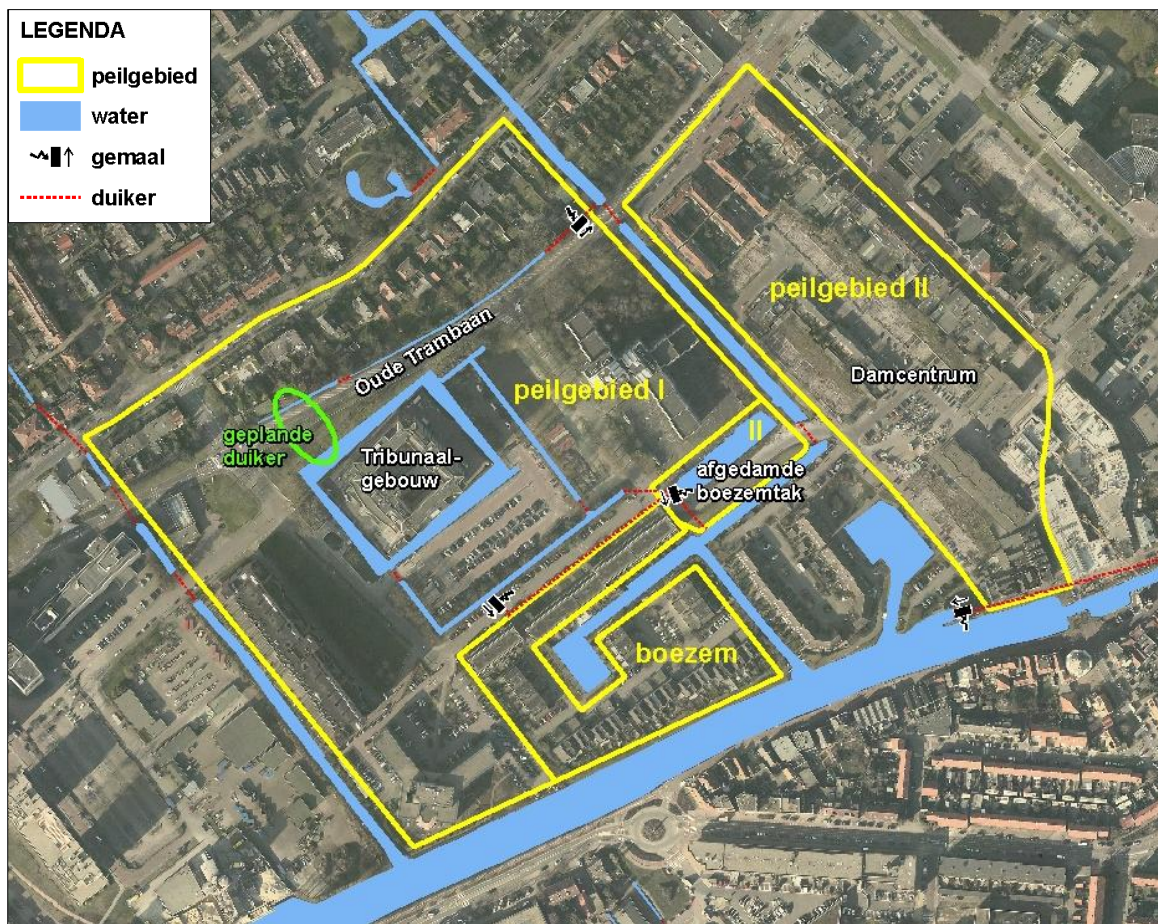 LEGENDA
peilgebied
water
gemaal
duiker
peilgebied II
Oude Trambaan
Damcentrum
peilgebied I
geplande
duiker
II
Tribunaal-
gebouw
afgedamde
boezemtak
boezem